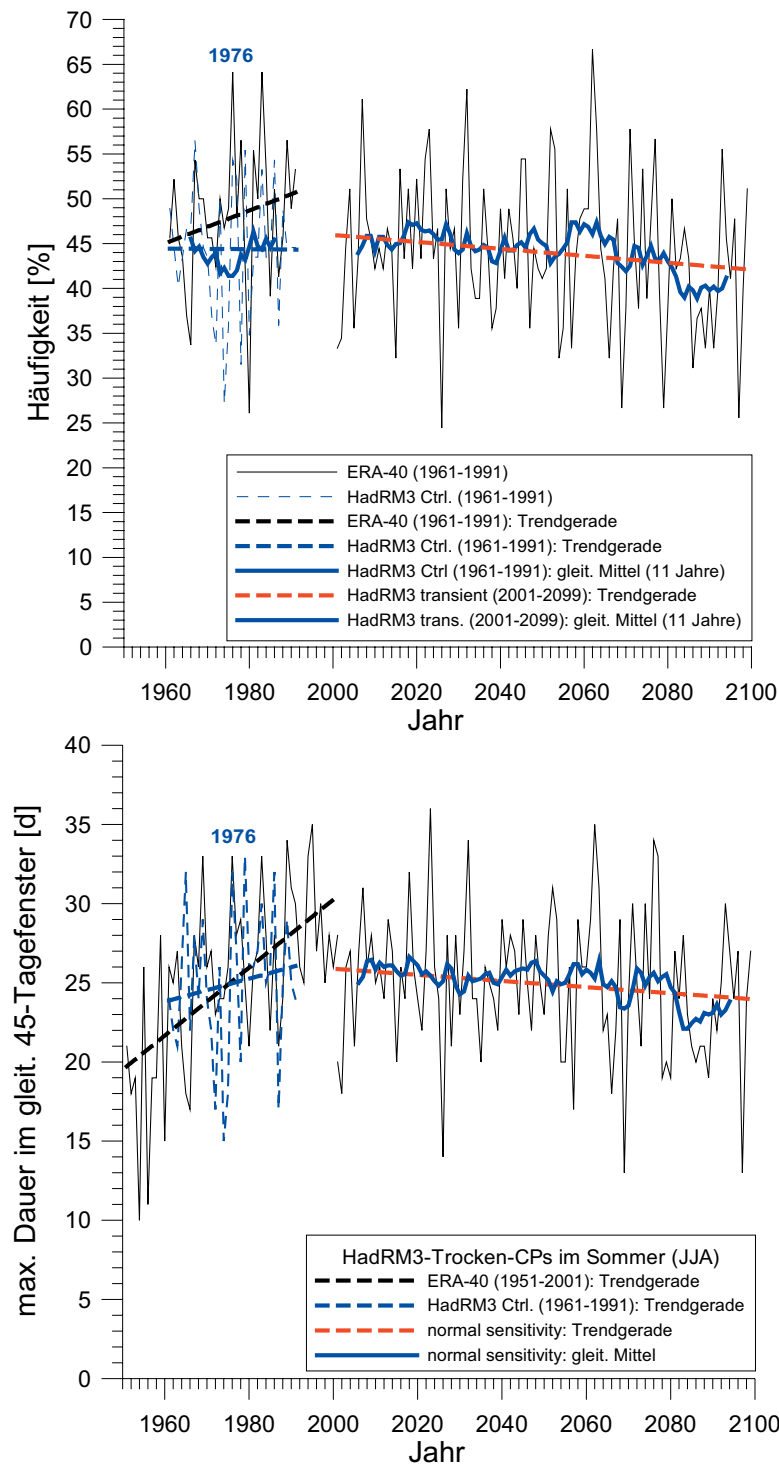 70
65
60
55
50
45
40
35
30
25
20
15
10
5
0
Häufigkeit [%]
1976
ERA-40 (1961-1991)
HadRM3 Ctrl. (1961-1991)
ERA-40 (1961-1991): Trendgerade
HadRM3 Ctrl. (1961-1991): Trendgerade
HadRM3 Ctrl (1961-1991): gleit. Mittel (11 Jahre)
HadRM3 transient (2001-2099): Trendgerade
HadRM3 trans. (2001-2099): gleit. Mittel (11 Jahre)
1960 1980 2000 2020 2040 2060 2080 2100
Jahr
40
35
30
25
20
15
10
5
0
max. Dauer im gleit. 45-Tagefenster [d]
1976
HadRM3-Trocken-CPs im Sommer (JJA)
ERA-40 (1951-2001): Trendgerade
HadRM3 Ctrl. (1961-1991): Trendgerade
normal sensitivity: Trendgerade
normal sensitivity: gleit. Mittel
1960 1980 2000 2020 2040 2060 2080 2100
Jahr